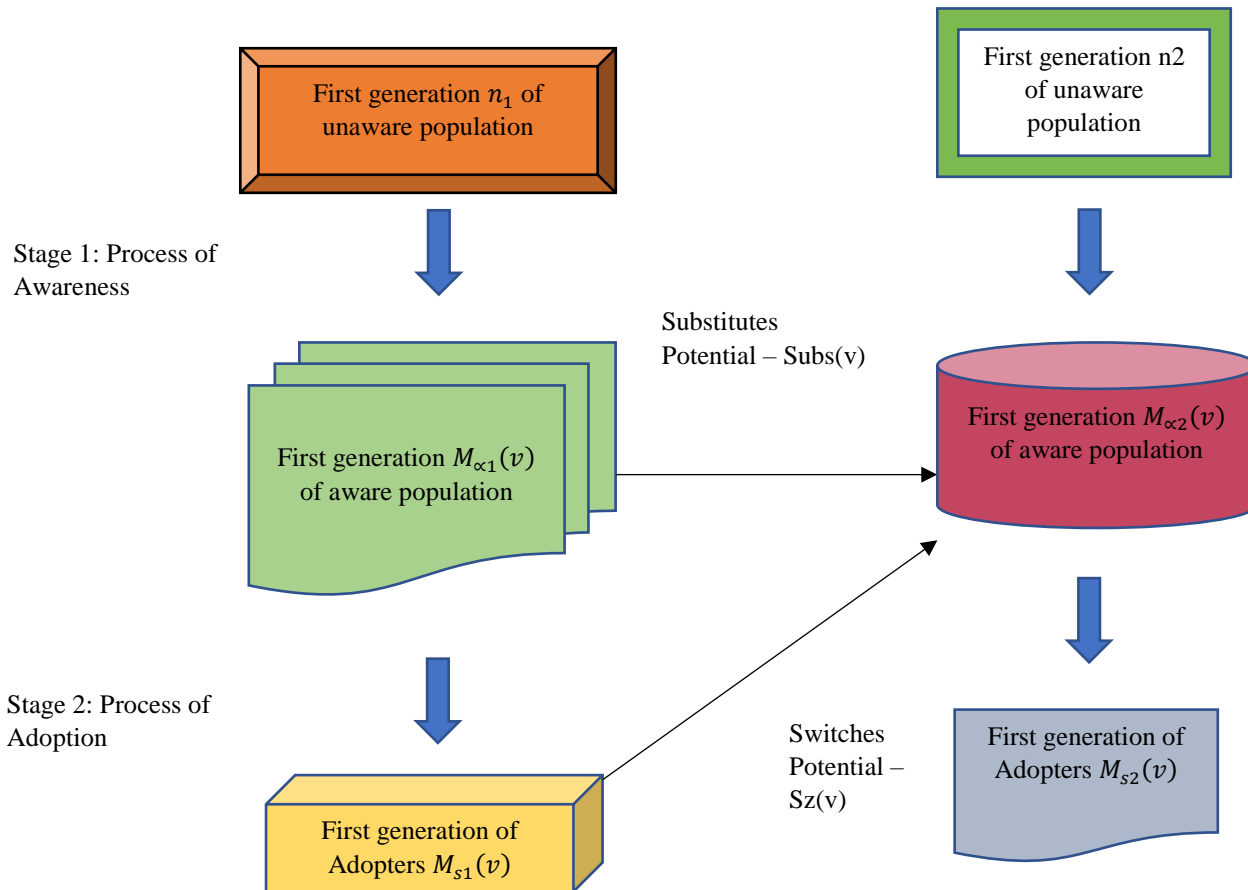 First generation n₁ of
unaware population
First generation n2
of unaware
population
Stage 1: Process of
Awareness
Substitutes
Potential – Subs(v)
First generation M∝1(v)
of aware population
First generation M∝2(v)
of aware population
Stage 2: Process of
Adoption
Switches
Potential –
Sz(v)
First generation of
Adopters Mₛ₂(v)
First generation of
Adopters Mₛ₁(v)